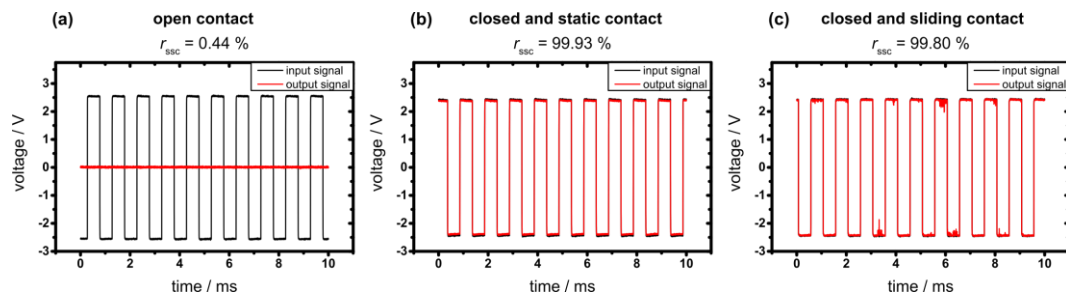 (a) open contact
r_ssc = 0.44 %
input signal
output signal
3
2
1
0
-1
-2
-3
voltage / V
0 2 4 6 8 10
time / ms
(b) closed and static contact
r_ssc = 99.93 %
input signal
output signal
3
2
1
0
-1
-2
-3
voltage / V
0 2 4 6 8 10
time / ms
(c) closed and sliding contact
r_ssc = 99.80 %
input signal
output signal
3
2
1
0
-1
-2
-3
voltage / V
0 2 4 6 8 10
time / ms